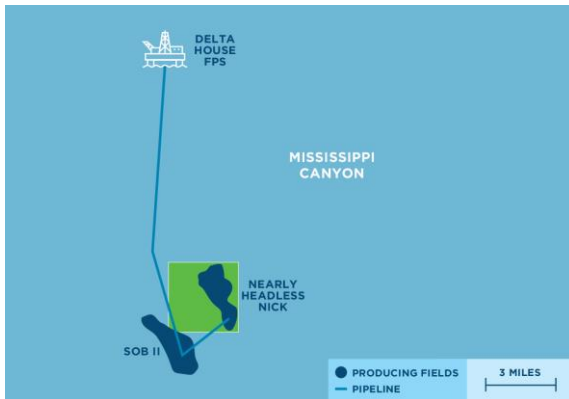 DELTA
HOUSE
FPS
MISSISSIPPI
CANYON
NEARLY
HEADLESS
NICK
SOB II
PRODUCING FIELDS
PIPELINE
3 MILES